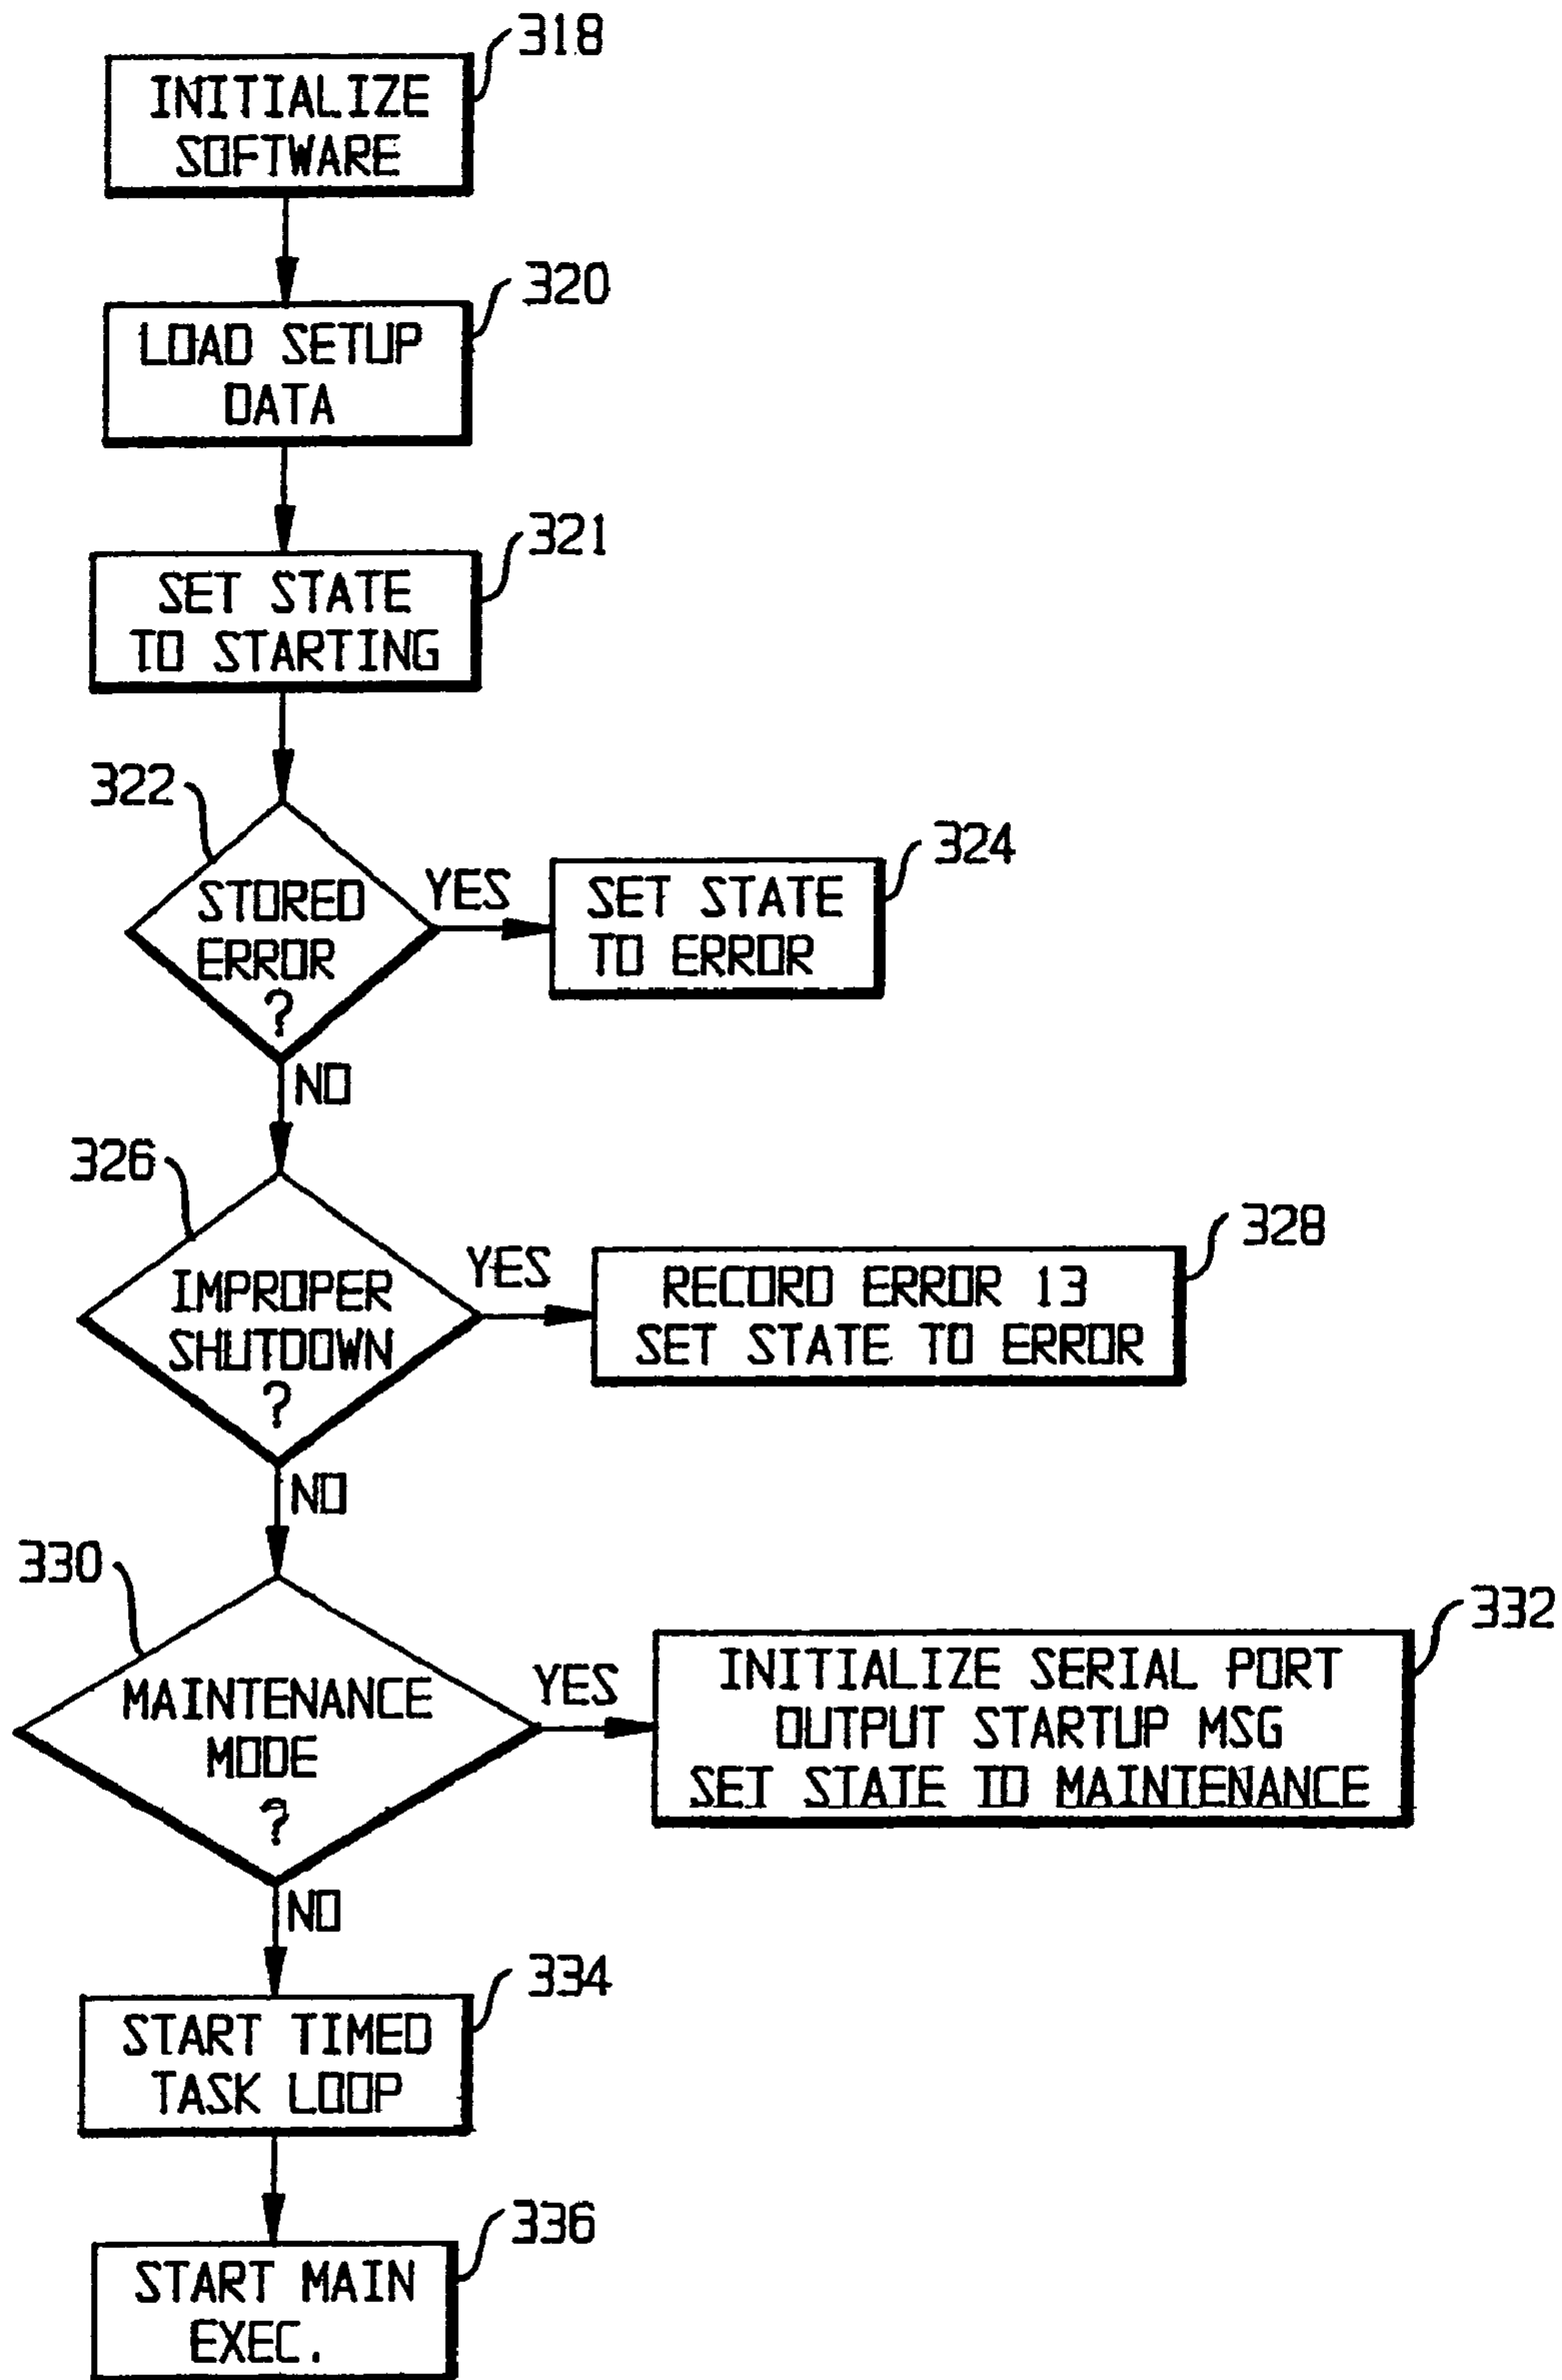 318
INITIALIZE
SOFTWARE
320
LOAD SETUP
DATA
321
SET STATE
TO STARTING
322
STORED
ERROR
?
YES
324
SET STATE
TO ERROR
NO
326
IMPROPER
SHUTDOWN
?
YES
328
RECORD ERROR 13
SET STATE TO ERROR
NO
330
MAINTENANCE
MODE
?
YES
332
INITIALIZE SERIAL PORT
OUTPUT STARTUP MSG
SET STATE TO MAINTENANCE
NO
334
START TIMED
TASK LOOP
336
START MAIN
EXEC.